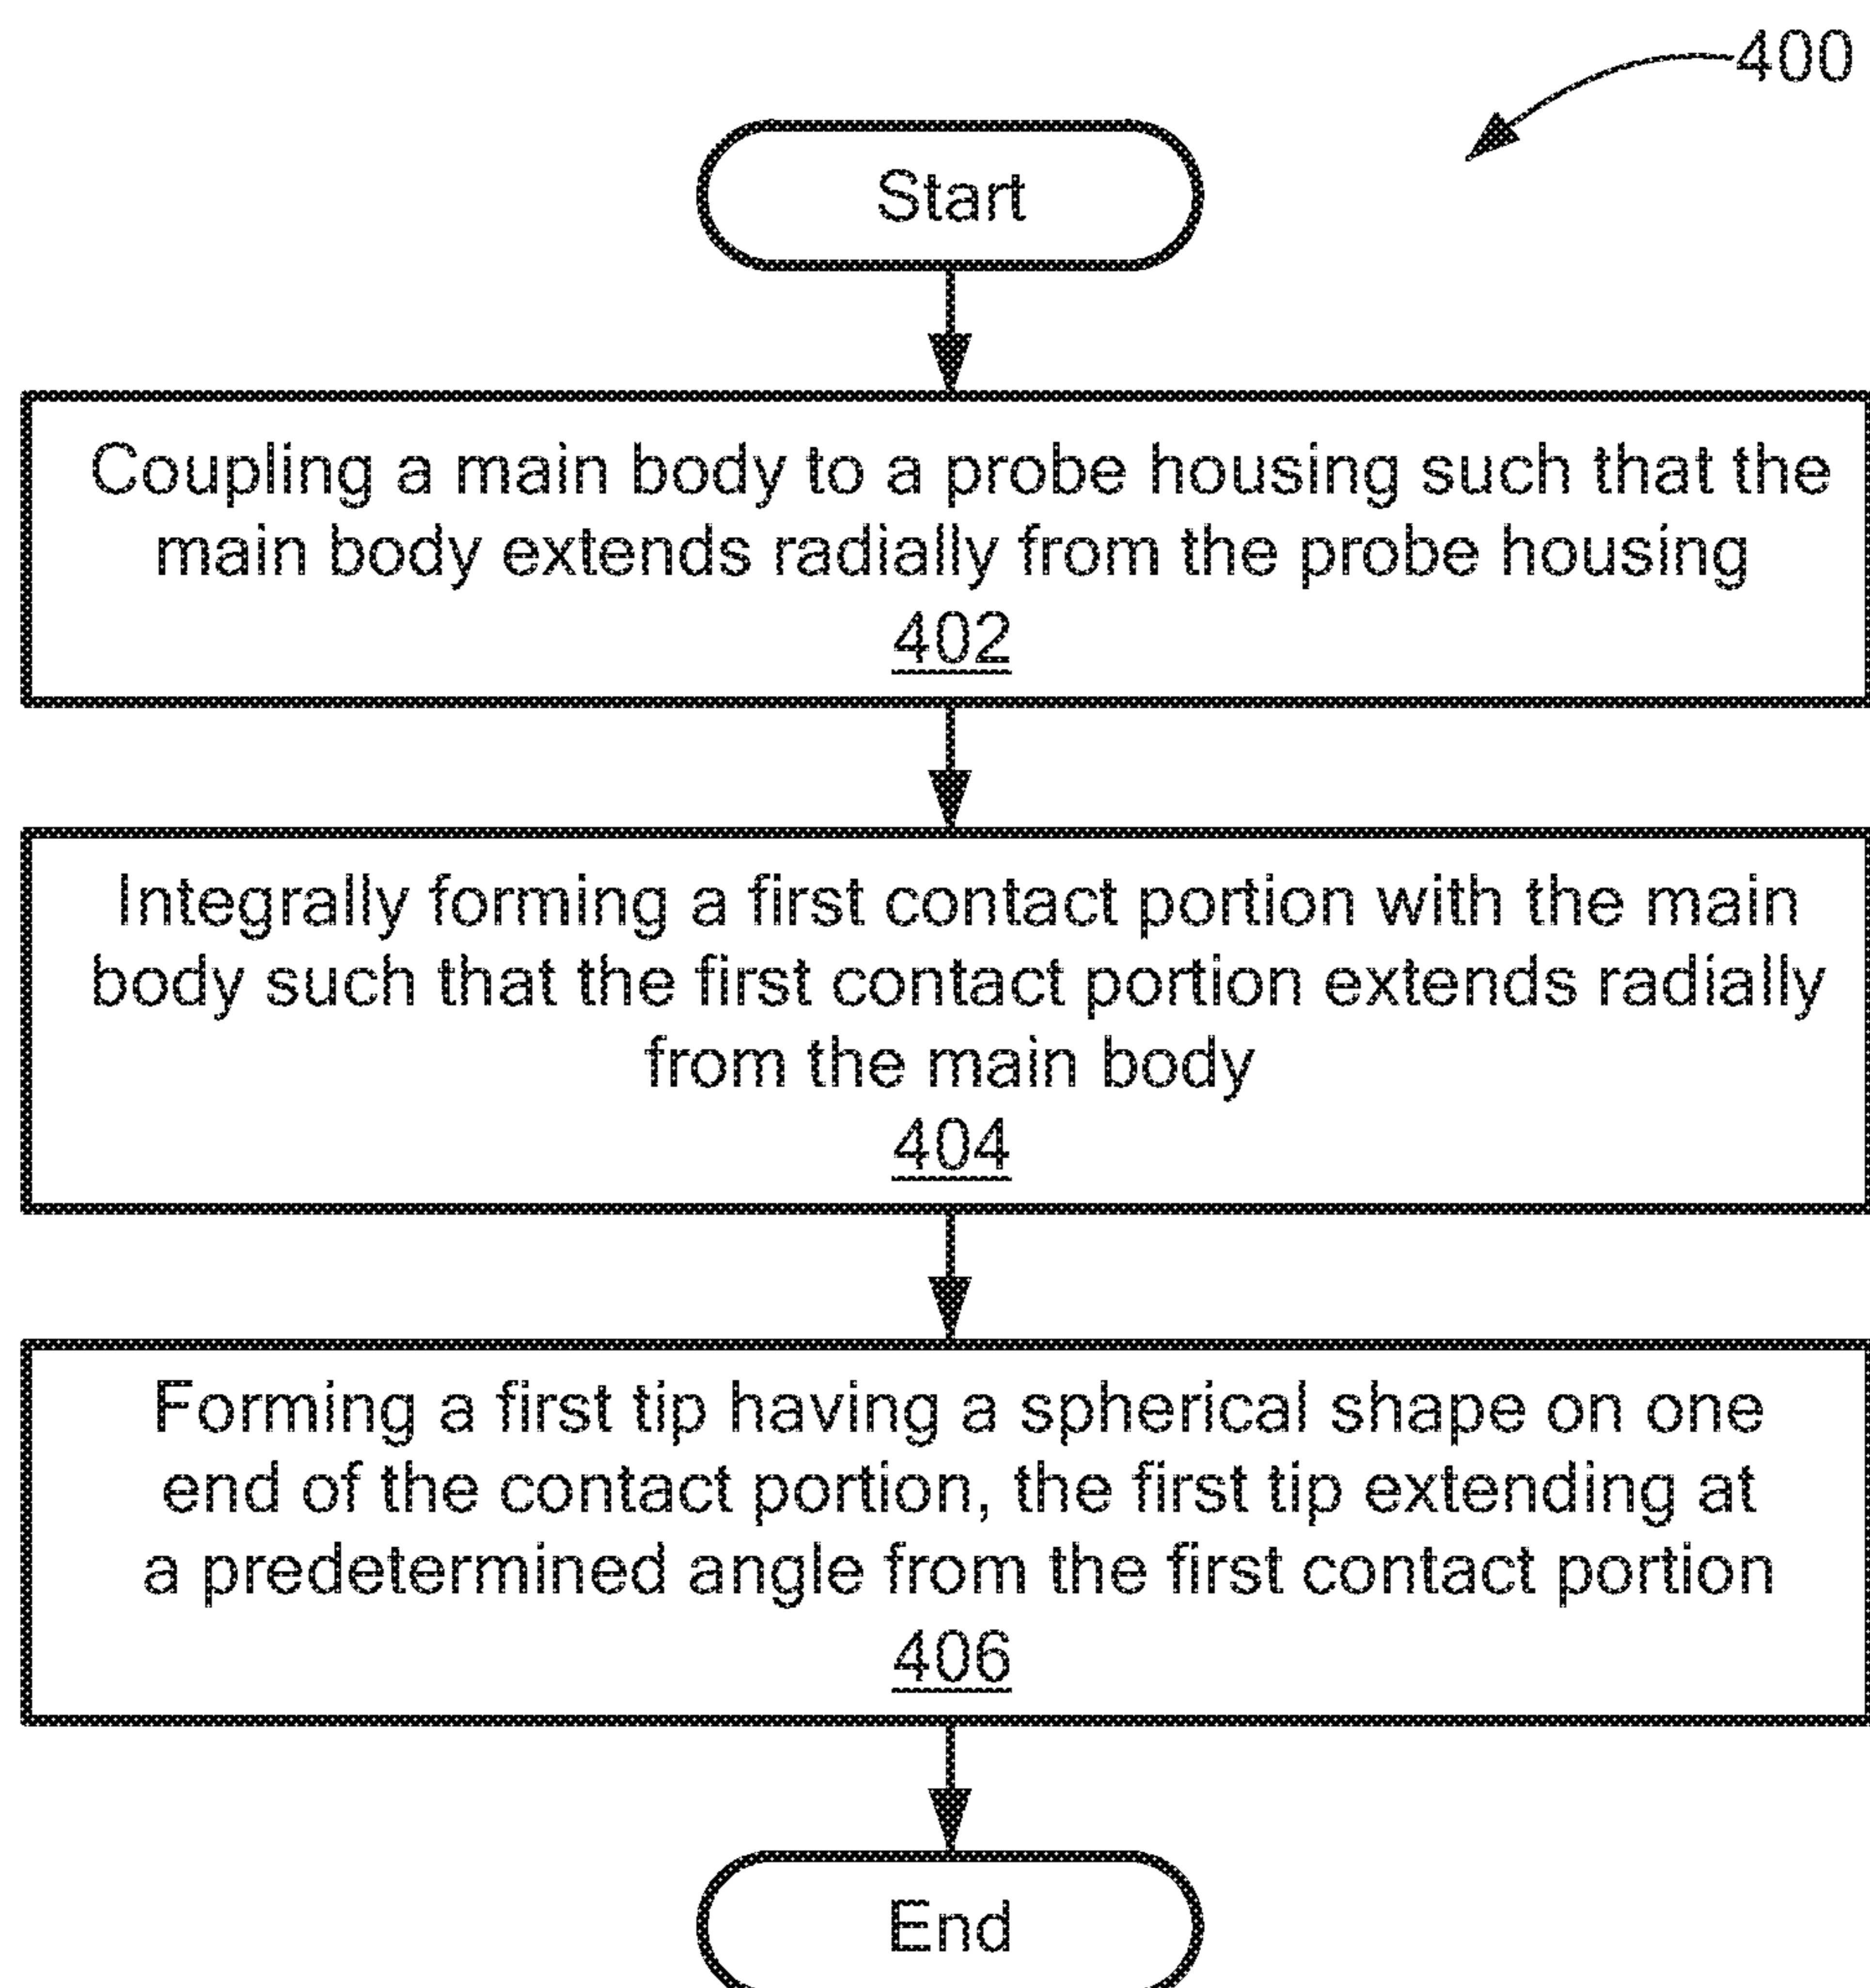 400
Start
Coupling a main body to a probe housing such that the
main body extends radially from the probe housing
402
Integrally forming a first contact portion with the main
body such that the first contact portion extends radially
from the main body
404
Forming a first tip having a spherical shape on one
end of the contact portion, the first tip extending at
a predetermined angle from the first contact portion
406
End